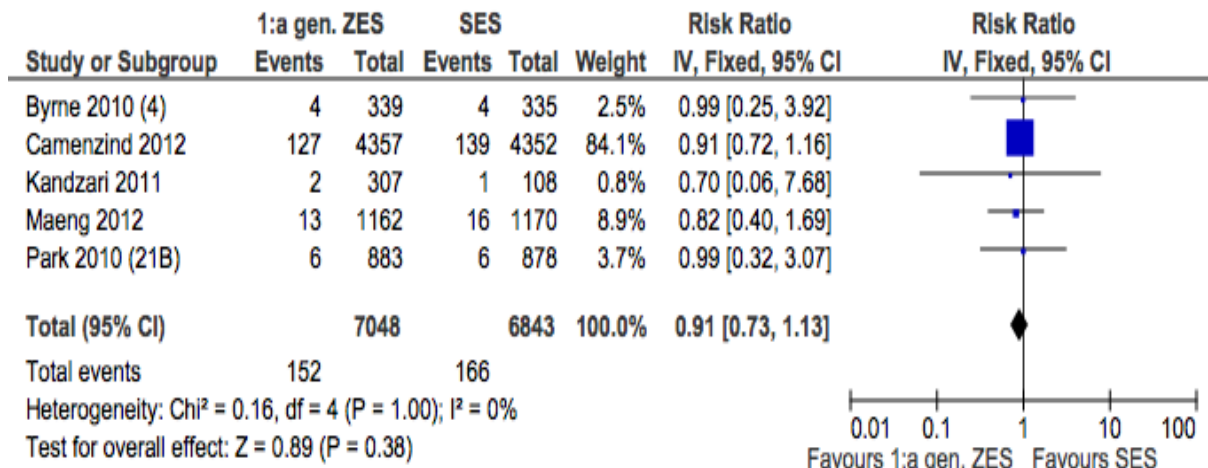 1:a gen. ZES SES Risk Ratio Risk Ratio
Study or Subgroup Events Total Events Total Weight IV, Fixed, 95% CI IV, Fixed, 95% CI
Byrne 2010 (4) 4 339 4 335 2.5% 0.99 [0.25, 3.92]
Camenzind 2012 127 4357 139 4352 84.1% 0.91 [0.72, 1.16]
Kandzari 2011 2 307 1 108 0.8% 0.70 [0.06, 7.68]
Maeng 2012 13 1162 16 1170 8.9% 0.82 [0.40, 1.69]
Park 2010 (21B) 6 883 6 878 3.7% 0.99 [0.32, 3.07]
Total (95% CI) 7048 6843 100.0% 0.91 [0.73, 1.13]
Total events 152 166
Heterogeneity: Chi² = 0.16, df = 4 (P = 1.00); I² = 0%
Test for overall effect: Z = 0.89 (P = 0.38)
0.01 0.1 1 10 100
Favours 1:a gen. ZES Favours SES